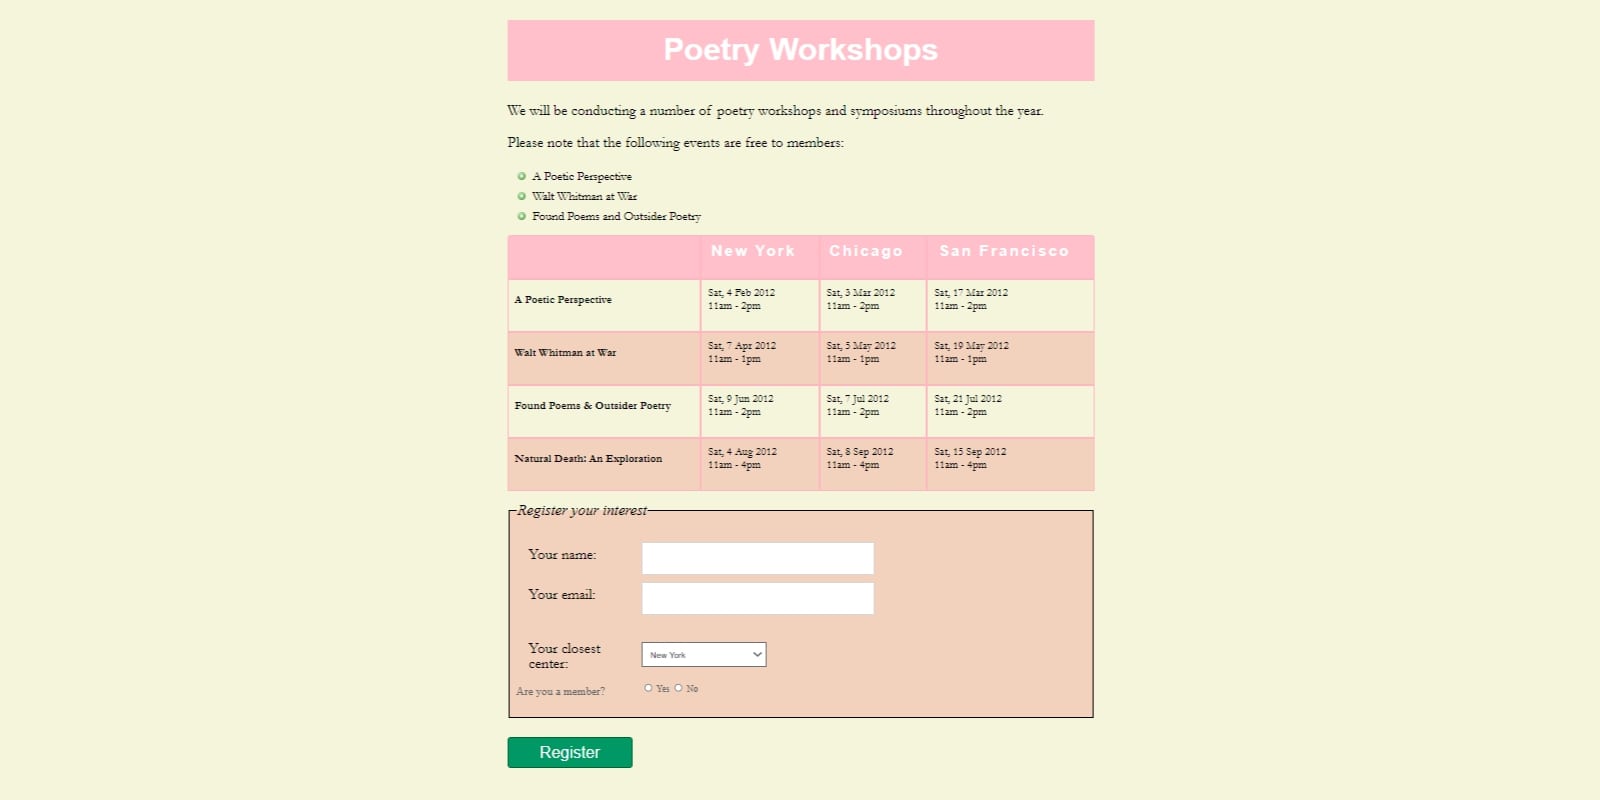 Poetry Workshops
We will be conducting a number of poetry workshops and symposiums throughout the year.
Please note that the following events are free to members:
A Poetic Perspective
Walt Whitman at War
Found Poems and Outsider Poetry
New York Chicago San Francisco
A Poetic Perspective
Sat, 4 Feb 2012
11am - 2pm
Sat, 3 Mar 2012
11am - 2pm
Sat, 17 Mar 2012
11am - 2pm
Walt Whitman at War
Sat, 7 Apr 2012
11am - 1pm
Sat, 5 May 2012
11am - 1pm
Sat, 19 May 2012
11am - 1pm
Found Poems & Outsider Poetry
Sat, 9 Jun 2012
11am - 2pm
Sat, 7 Jul 2012
11am - 2pm
Sat, 21 Jul 2012
11am - 2pm
Natural Death: An Exploration
Sat, 4 Aug 2012
11am - 4pm
Sat, 8 Sep 2012
11am - 4pm
Sat, 15 Sep 2012
11am - 4pm
Register your interest
Your name:
Your email:
Your closest
center:
New York
Are you a member?
Yes No
Register